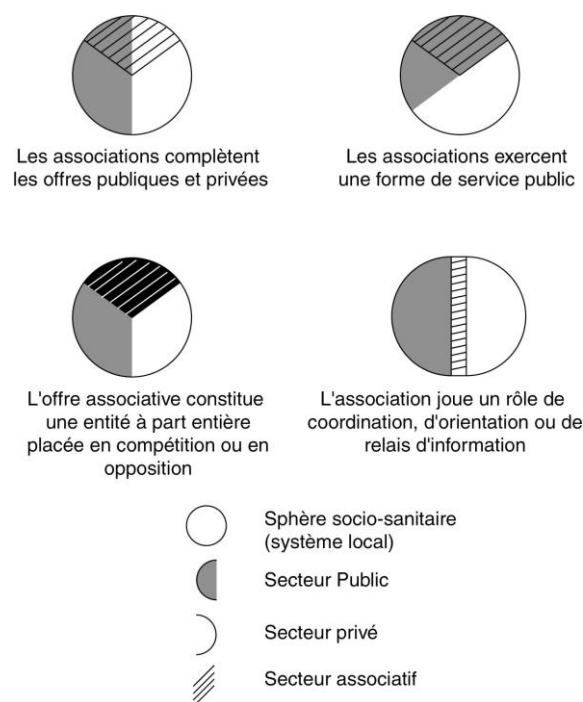 Les associations complètent
les offres publiques et privées
Les associations exercent
une forme de service public
L'offre associative constitue
une entité à part entière
placée en compétition ou en
opposition
L'association joue un rôle de
coordination, d'orientation ou de
relais d'information
Sphère socio-sanitaire
(système local)
Secteur Public
Secteur privé
Secteur associatif